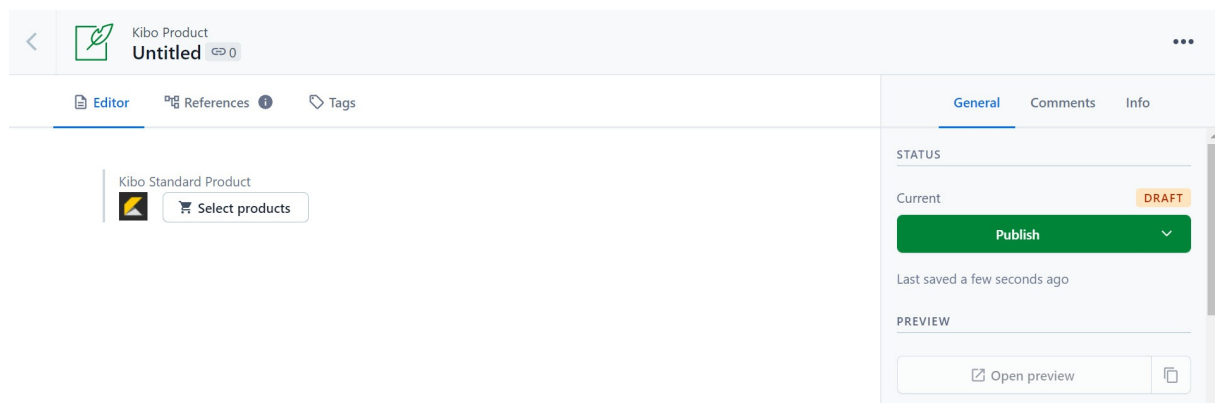 Kibo Product
Untitled 0
Editor References Tags
General Comments Info
Kibo Standard Product
Select products
STATUS
Current DRAFT
Publish
Last saved a few seconds ago
PREVIEW
Open preview